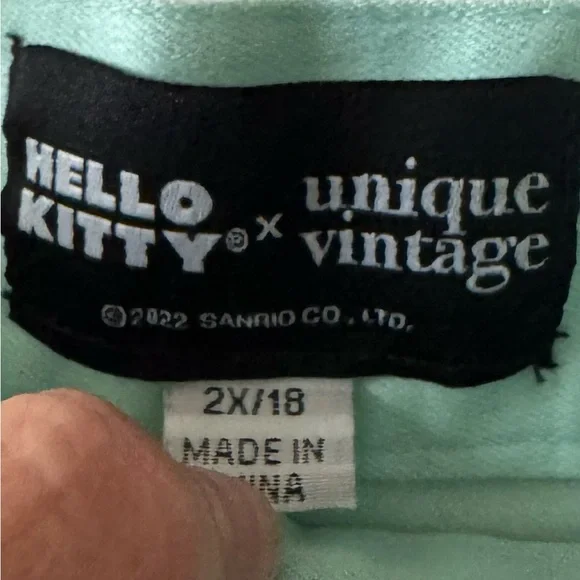 HELLO
KITTY® x unique
vintage
©2022 SANRIO CO., LTD.
2X/18
MADE IN